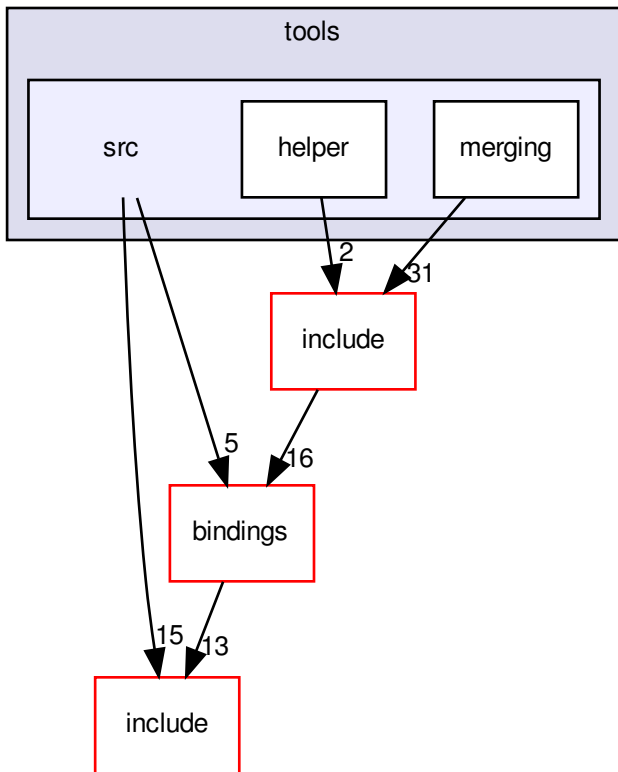 tools
src
helper
merging
2
31
include
5
16
bindings
15
13
include